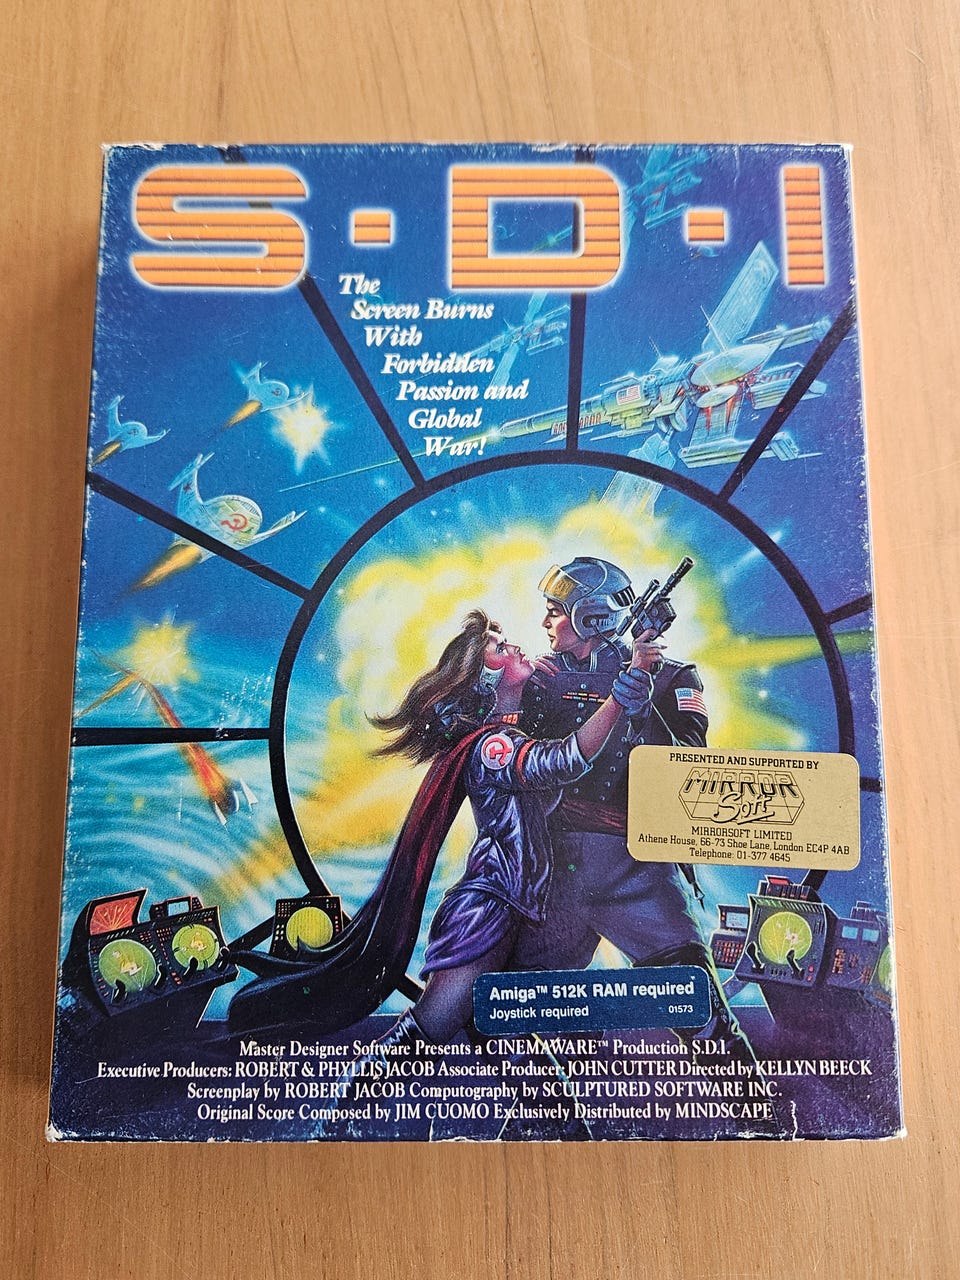 S·D·I
The
Screen Burns
With
Forbidden
Passion and
Global
War!
PRESENTED AND SUPPORTED BY
MIRROR
Soft
MIRRORSOFT LIMITED
Athene House, 66-73 Shoe Lane, London EC4P 4AB
Telephone: 01-377 4645
Amiga™ 512K RAM required
Joystick required 01573
Master Designer Software Presents a CINEMAWARE™ Production S.D.I.
Executive Producers: ROBERT & PHYLLIS JACOB Associate Producer: JOHN CUTTER Directed by KELLYN BEECK
Screenplay by ROBERT JACOB Computography by SCULPTURED SOFTWARE INC.
Original Score Composed by JIM CUOMO Exclusively Distributed by MINDSCAPE